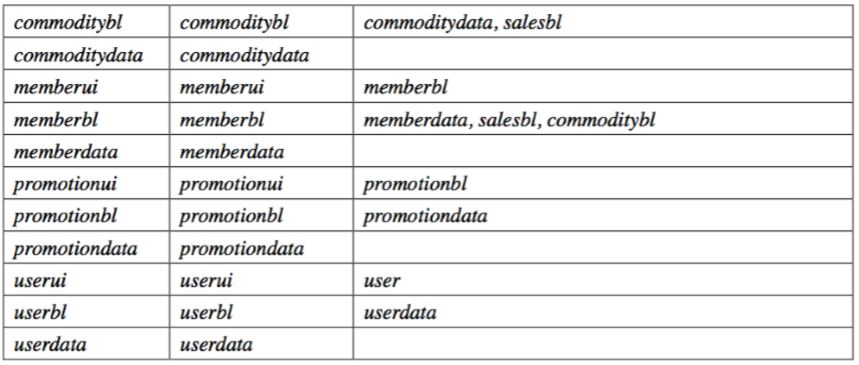 commoditybl commoditybl commoditydata, salesbl
commoditydata commoditydata
memberui memberui memberbl
memberbl memberbl memberdata, salesbl, commoditybl
memberdata memberdata
promotionui promotionui promotionbl
promotionbl promotionbl promotiondata
promotiondata promotiondata
userui userui user
userbl userbl userdata
userdata userdata